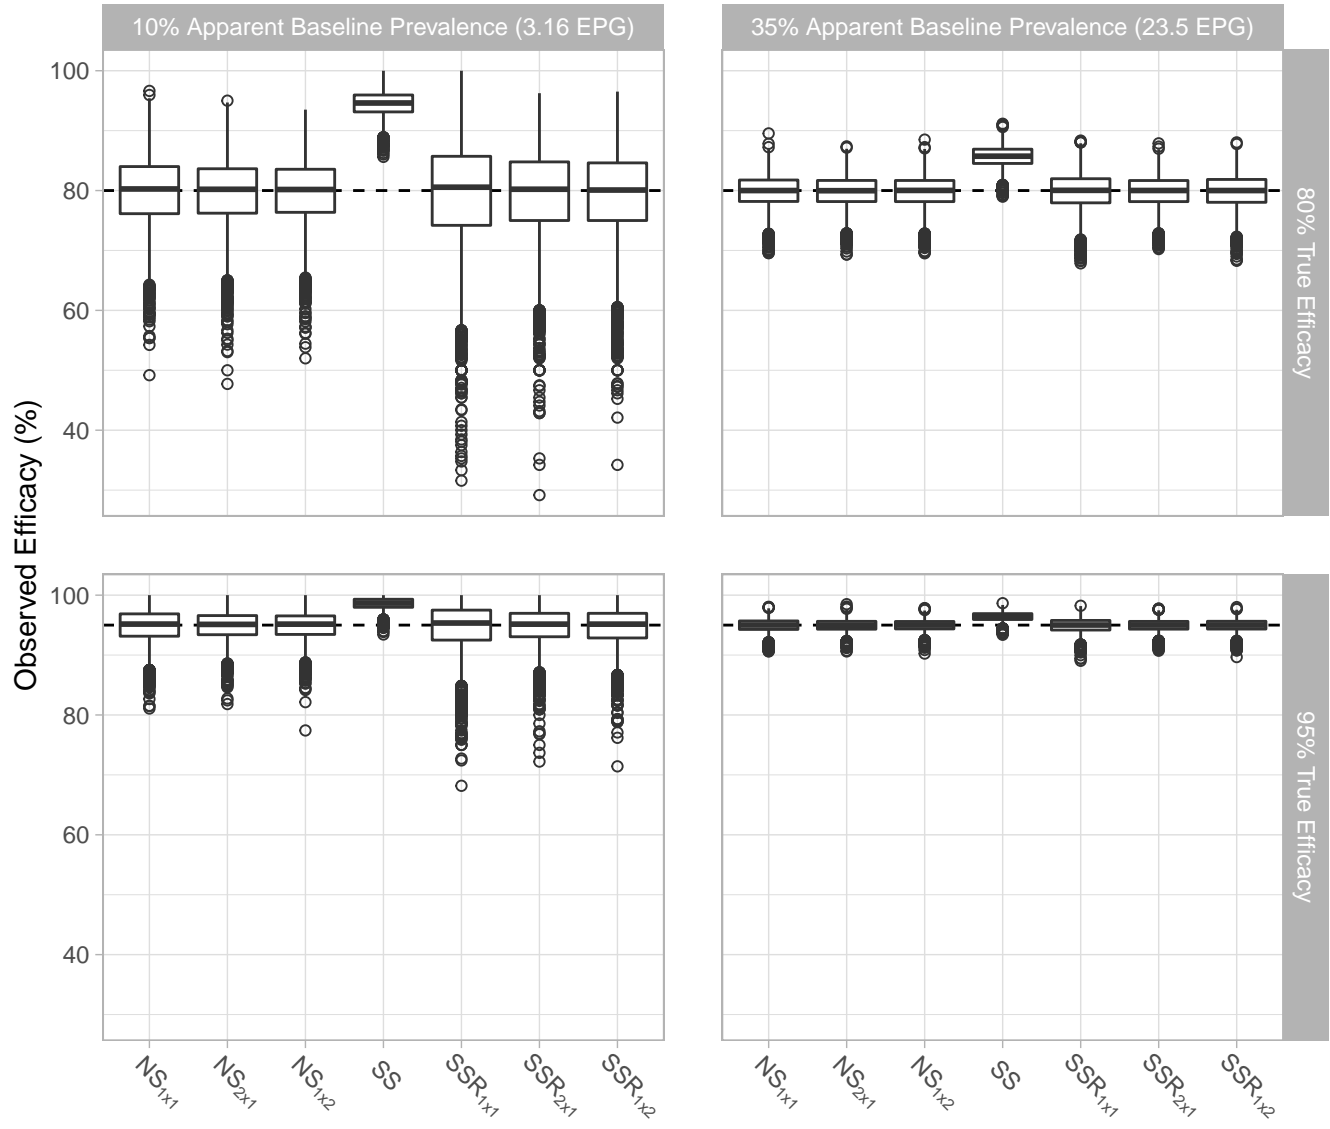 10% Apparent Baseline Prevalence (3.16 EPG)
35% Apparent Baseline Prevalence (23.5 EPG)
Observed Efficacy (%)
100
80
60
40
80% True Efficacy
100
80
60
40
95% True Efficacy
NS1x1
NS2x1
NS1x2
SS
SSR1x1
SSR2x1
SSR1x2
NS1x1
NS2x1
NS1x2
SS
SSR1x1
SSR2x1
SSR1x2